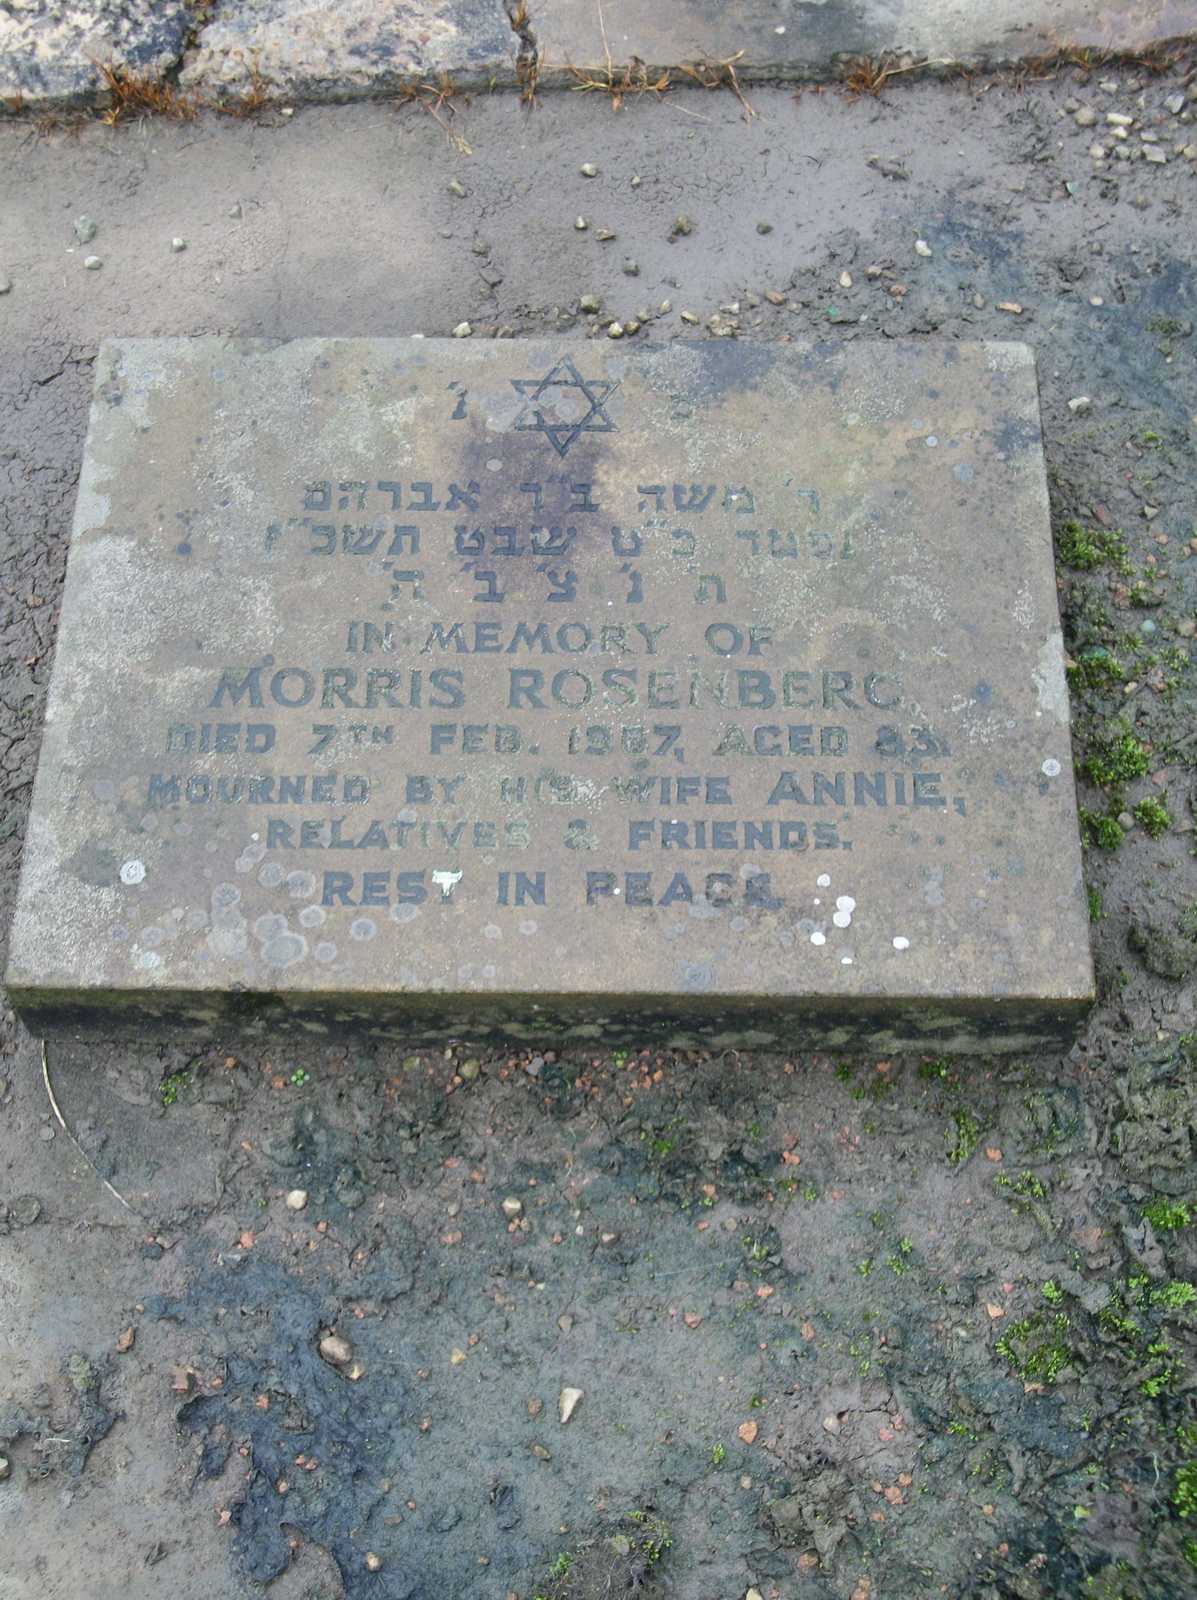 פ' נ'
ר' משה ב"ר אברהם
נפטר כ"ט שבט תשכ"ז
ת' נ' צ' ב' ה'
IN MEMORY OF
MORRIS ROSENBERG,
DIED 7TH FEB. 1967, AGED 83.
MOURNED BY HIS WIFE ANNIE,
RELATIVES & FRIENDS.
REST IN PEACE.